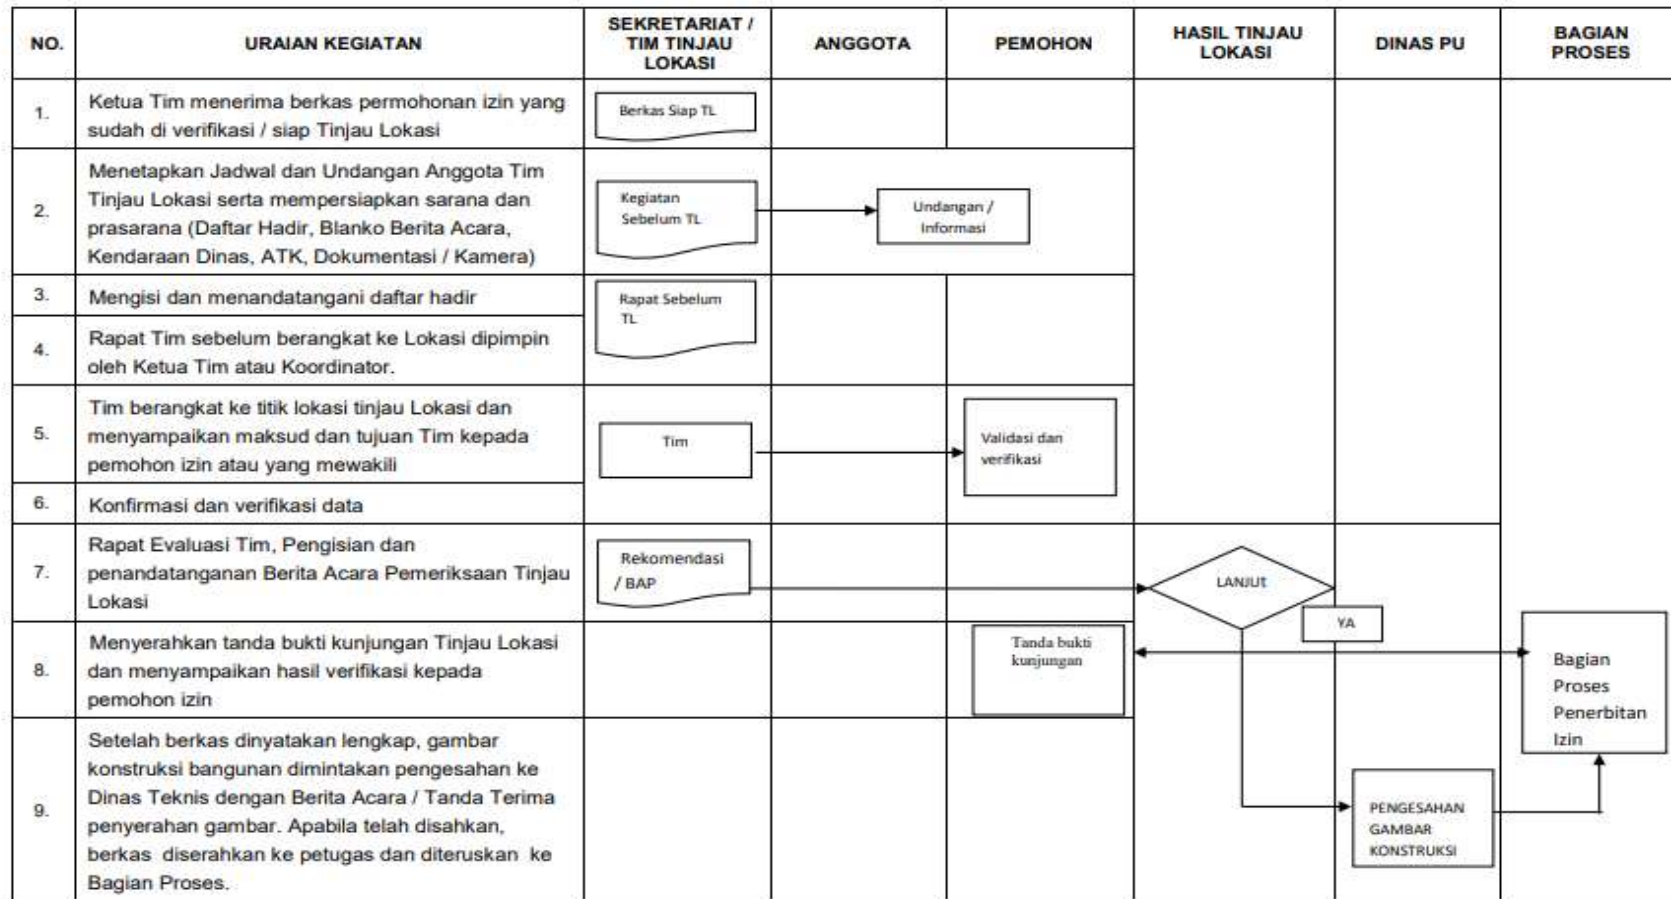 NO.
URAIAN KEGIATAN
SEKRETARIAT /
TIM TINJAU
LOKASI
ANGGOTA
PEMOHON
HASIL TINJAU
LOKASI
DINAS PU
BAGIAN
PROSES
1.
Ketua Tim menerima berkas permohonan izin yang
sudah di verifikasi / siap Tinjau Lokasi
Berkas Siap TL
2.
Menetapkan Jadwal dan Undangan Anggota Tim
Tinjau Lokasi serta mempersiapkan sarana dan
prasarana (Daftar Hadir, Blanko Berita Acara,
Kendaraan Dinas, ATK, Dokumentasi / Kamera)
Kegiatan
Sebelum TL
Undangan /
Informasi
3.
Mengisi dan menandatangani daftar hadir
Rapat Sebelum
TL
4.
Rapat Tim sebelum berangkat ke Lokasi dipimpin
oleh Ketua Tim atau Koordinator.
5.
Tim berangkat ke titik lokasi tinjau Lokasi dan
menyampaikan maksud dan tujuan Tim kepada
pemohon izin atau yang mewakili
Tim
Validasi dan
verifikasi
6.
Konfirmasi dan verifikasi data
7.
Rapat Evaluasi Tim, Pengisian dan
penandatanganan Berita Acara Pemeriksaan Tinjau
Lokasi
Rekomendasi
/ BAP
LANJUt
YA
8.
Menyerahkan tanda bukti kunjungan Tinjau Lokasi
dan menyampaikan hasil verifikasi kepada
pemohon izin
Tanda bukti
kunjungan
Bagian
Proses
Penerbitan
Izin
9.
Setelah berkas dinyatakan lengkap, gambar
konstruksi bangunan dimintakan pengesahan ke
Dinas Teknis dengan Berita Acara / Tanda Terima
penyerahan gambar. Apabila telah disahkan,
berkas diserahkan ke petugas dan diteruskan ke
Bagian Proses.
PENGESAHAN
GAMBAR
KONSTRUKSI